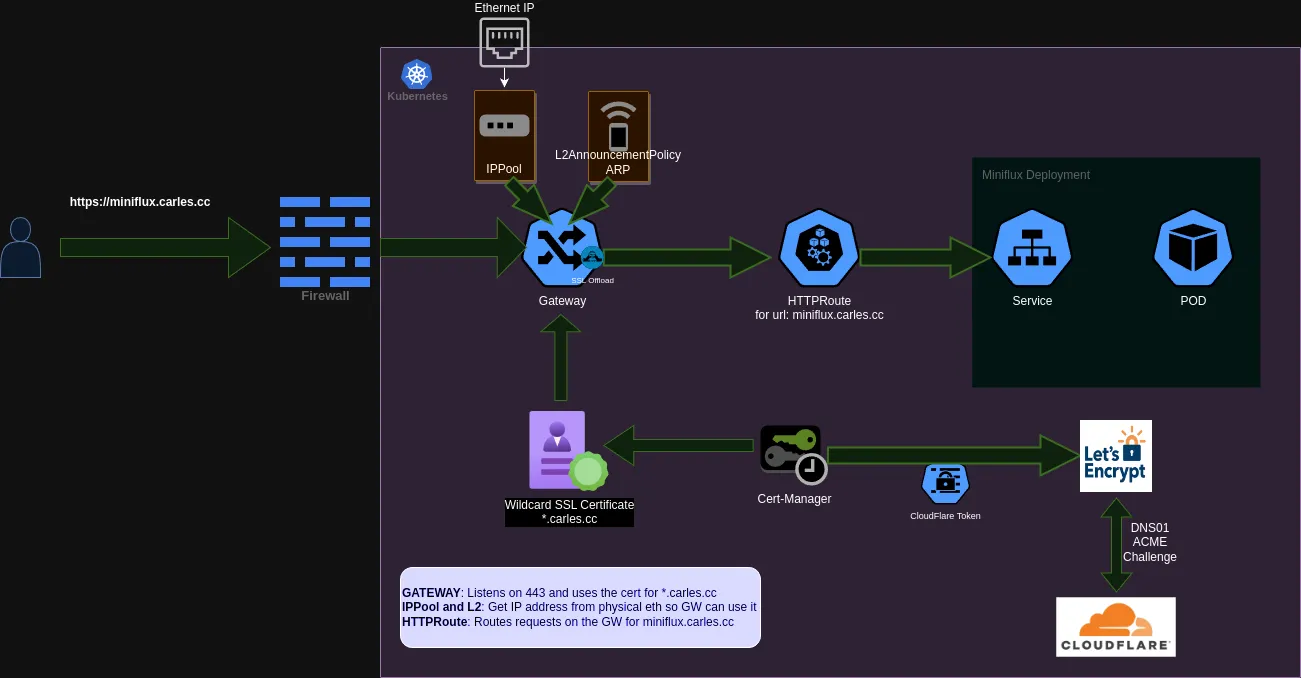 Ethernet IP
Kubernetes
IPPool
L2AnnouncementPolicy
ARP
Miniflux Deployment
https://miniflux.carles.cc
Firewall
SSL Offload
Gateway
HTTPRoute
for url: miniflux.carles.cc
Service
POD
Wildcard SSL Certificate
*.carles.cc
Cert-Manager
CloudFlare Token
Let's
Encrypt
DNS01
ACME
Challenge
CLOUDFLARE
GATEWAY: Listens on 443 and uses the cert for *.carles.cc
IPPool and L2: Get IP address from physical eth so GW can use it
HTTPRoute: Routes requests on the GW for miniflux.carles.cc